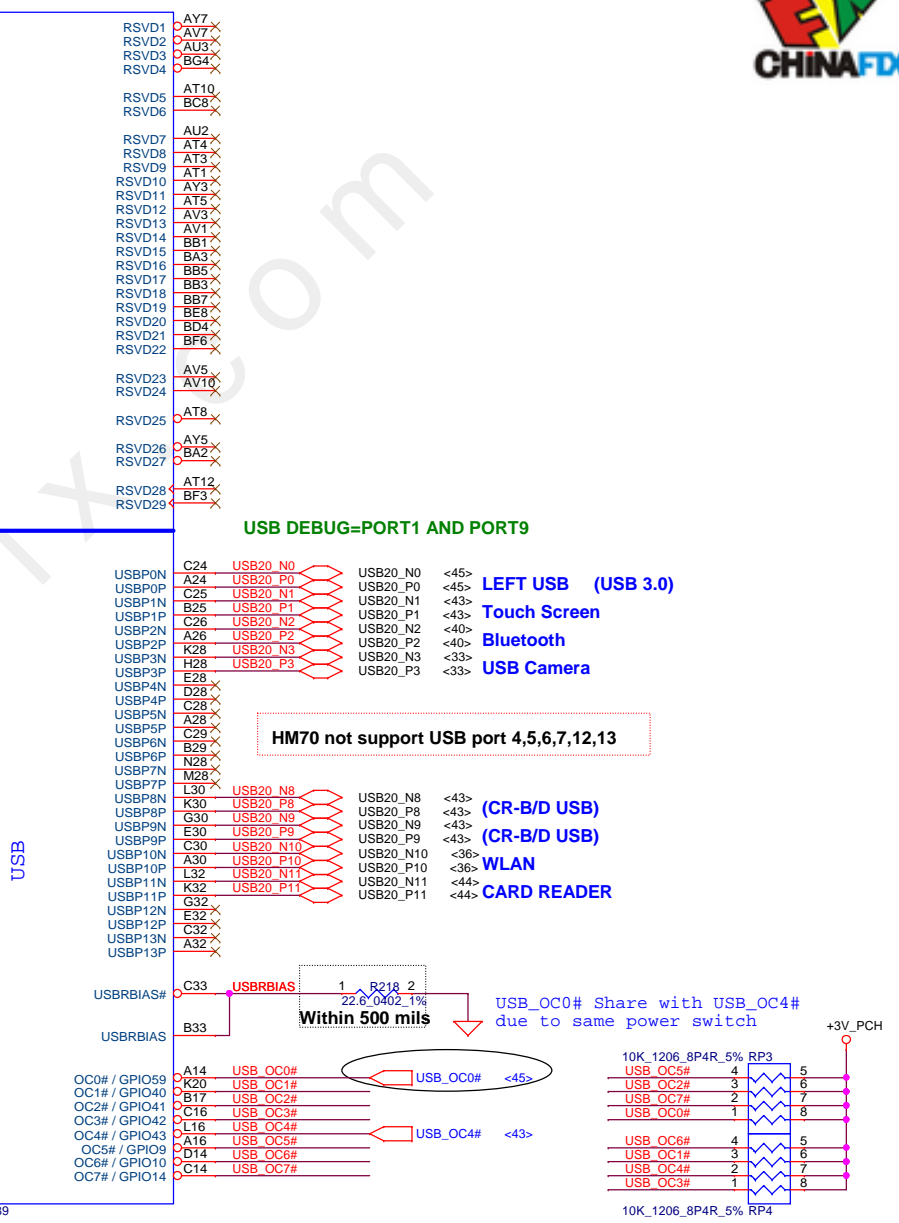 CHINAFIX
RSVD1 AY7
RSVD2 AV7
RSVD3 AU3
RSVD4 BG4
RSVD5 AT10
RSVD6 BC8
RSVD7 AU2
RSVD8 AT4
RSVD9 AT3
RSVD10 AT1
RSVD11 AY3
RSVD12 AT5
RSVD13 AV3
RSVD14 AV1
RSVD15 BB1
RSVD16 BA3
RSVD17 BB5
RSVD18 BB3
RSVD19 BB7
RSVD20 BE8
RSVD21 BD4
RSVD22 BF6
RSVD23 AV5
RSVD24 AV10
RSVD25 AT8
RSVD26 AY5
RSVD27 BA2
RSVD28 AT12
RSVD29 BF3
ix.com
USB DEBUG=PORT1 AND PORT9
USBP0N C24 USB20_N0 USB20_N0 <45>
USBP0P A24 USB20_P0 USB20_P0 <45> LEFT USB (USB 3.0)
USBP1N C25 USB20_N1 USB20_N1 <43>
USBP1P B25 USB20_P1 USB20_P1 <43> Touch Screen
USBP2N C26 USB20_N2 USB20_N2 <40>
USBP2P A26 USB20_P2 USB20_P2 <40> Bluetooth
USBP3N K28 USB20_N3 USB20_N3 <33>
USBP3P H28 USB20_P3 USB20_P3 <33> USB Camera
USBP4N E28
USBP4P D28
USBP5N C28
USBP5P A28
USBP6N C29
USBP6P B29
USBP7N N28
USBP7P M28
HM70 not support USB port 4,5,6,7,12,13
USBP8N L30 USB20_N8 USB20_N8 <43>
USBP8P K30 USB20_P8 USB20_P8 <43> (CR-B/D USB)
USBP9N G30 USB20_N9 USB20_N9 <43>
USBP9P E30 USB20_P9 USB20_P9 <43> (CR-B/D USB)
USBP10N C30 USB20_N10 USB20_N10 <36>
USBP10P A30 USB20_P10 USB20_P10 <36> WLAN
USBP11N L32 USB20_N11 USB20_N11 <44>
USBP11P K32 USB20_P11 USB20_P11 <44> CARD READER
USBP12N G32
USBP12P E32
USBP13N C32
USBP13P A32
USB
USBRBIAS# C33 USBRBIAS 1 R218 2
22.6_0402_1%
Within 500 mils
USBRBIAS B33
USB_OC0# Share with USB_OC4#
due to same power switch
+3V_PCH
OC0# / GPIO59 A14 USB_OC0# USB_OC0# <45>
OC1# / GPIO40 K20 USB_OC1#
OC2# / GPIO41 B17 USB_OC2#
OC3# / GPIO42 C16 USB_OC3#
OC4# / GPIO43 L16 USB_OC4# USB_OC4# <43>
OC5# / GPIO9 A16 USB_OC5#
OC6# / GPIO10 D14 USB_OC6#
OC7# / GPIO14 C14 USB_OC7#
10K_1206_8P4R_5% RP3
USB_OC5# 4 5
USB_OC2# 3 6
USB_OC7# 2 7
USB_OC0# 1 8
USB_OC6# 4 5
USB_OC1# 3 6
USB_OC4# 2 7
USB_OC3# 1 8
10K_1206_8P4R_5% RP4